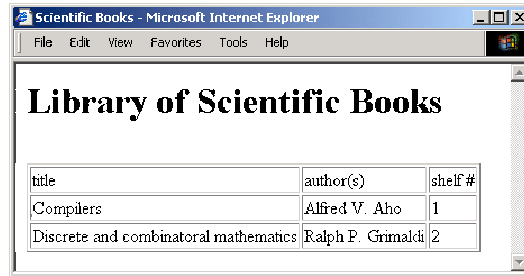 Scientific Books - Microsoft Internet Explorer
File Edit View Favorites Tools Help
Library of Scientific Books
title author(s) shelf #
Compilers Alfred V. Aho 1
Discrete and combinatoral mathematics Ralph P. Grimaldi 2